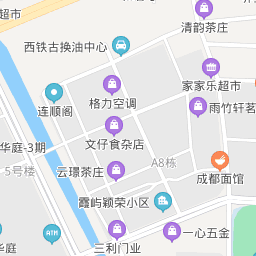 超市
清韵茶庄
西铁古换油中心
家家乐超市
格力空调
连顺阁
雨竹轩茗
文仔食杂店
华庭-3期
5号楼
A8栋
云璟茶庄
成都面馆
霞屿颖荣小区
ATM
一心五金
华庭
三利门业